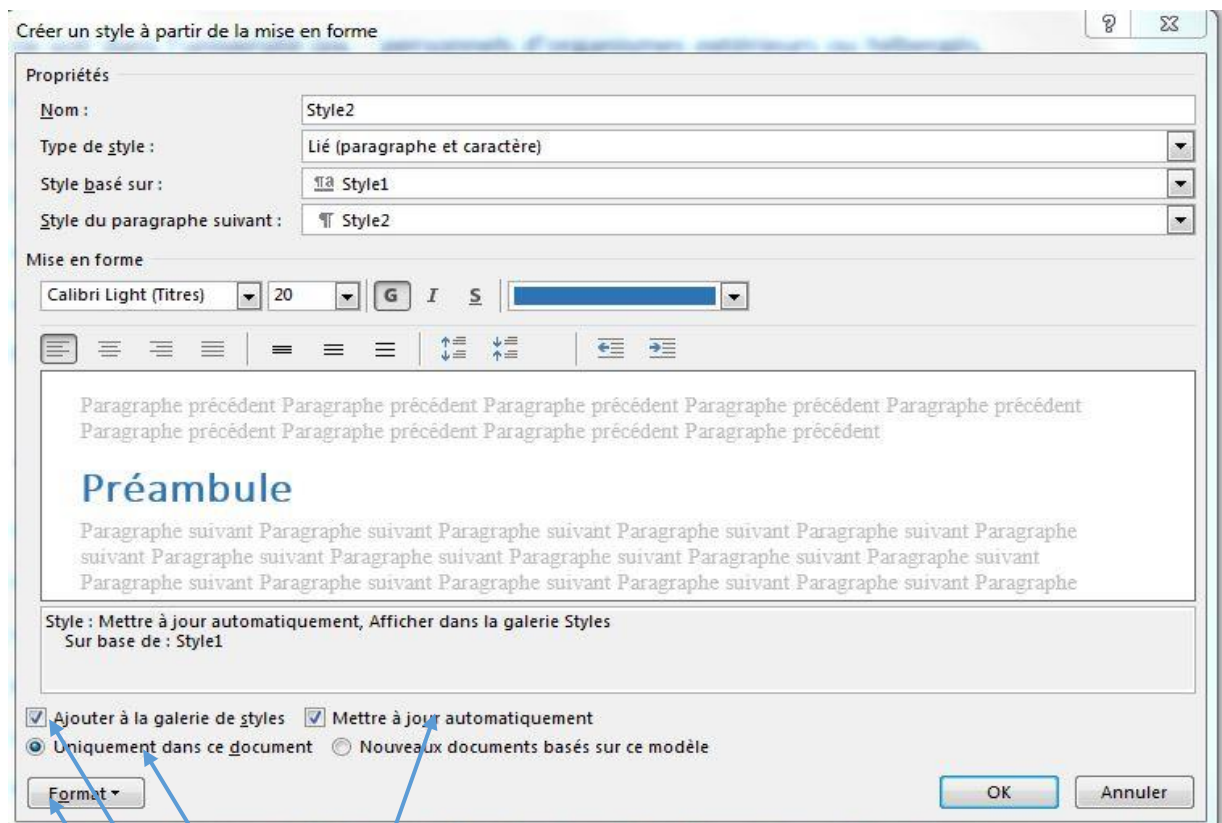 Créer un style à partir de la mise en forme
Propriétés
Nom : Style2
Type de style : Lié (paragraphe et caractère)
Style basé sur : ¶a Style1
Style du paragraphe suivant : ¶ Style2
Mise en forme
Calibri Light (Titres) 20 G I S
Paragraphe précédent Paragraphe précédent Paragraphe précédent Paragraphe précédent Paragraphe précédent
Paragraphe précédent Paragraphe précédent Paragraphe précédent Paragraphe précédent
Préambule
Paragraphe suivant Paragraphe suivant Paragraphe suivant Paragraphe suivant Paragraphe suivant Paragraphe
suivant Paragraphe suivant Paragraphe suivant Paragraphe suivant Paragraphe suivant Paragraphe suivant
Paragraphe suivant Paragraphe suivant Paragraphe suivant Paragraphe suivant Paragraphe suivant Paragraphe
Style : Mettre à jour automatiquement, Afficher dans la galerie Styles
Sur base de : Style1
Ajouter à la galerie de styles Mettre à jour automatiquement
Uniquement dans ce document Nouveaux documents basés sur ce modèle
Format OK Annuler